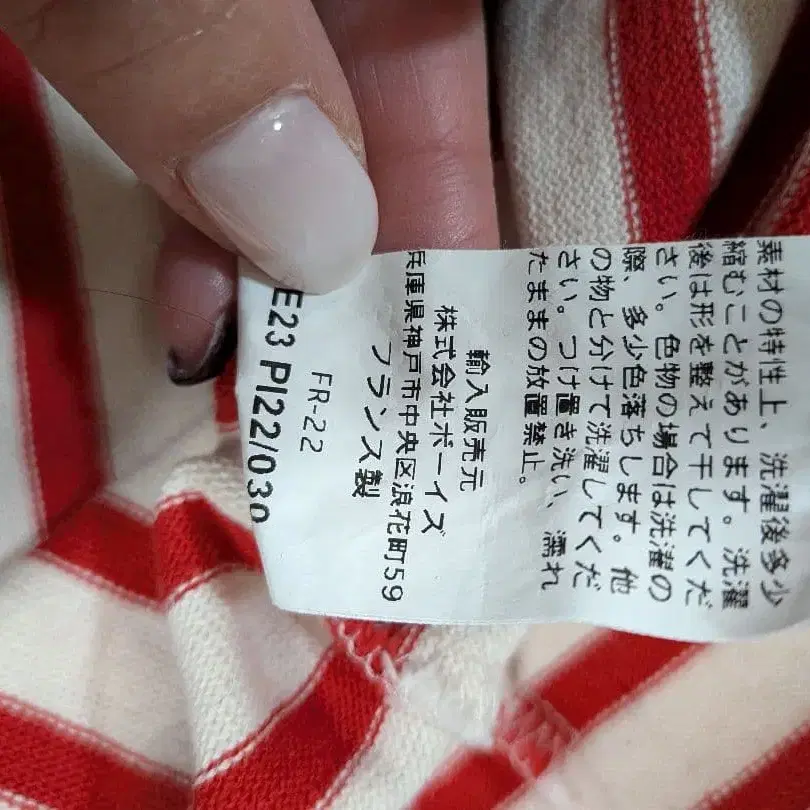 素材の特性上、洗濯後多少
縮むことがあります。洗濯
後は形を整えて干してくだ
さい。色物の場合は洗濯の
際、多少色落ちします。他
の物と分けて洗濯してくだ
さい。つけ置き洗い、濡れ
たままの放置禁止。
輸入販売元
株式会社ボーイズ
兵庫県神戸市中央区浪花町59
フランス製
FR-22
E23 PI22/030